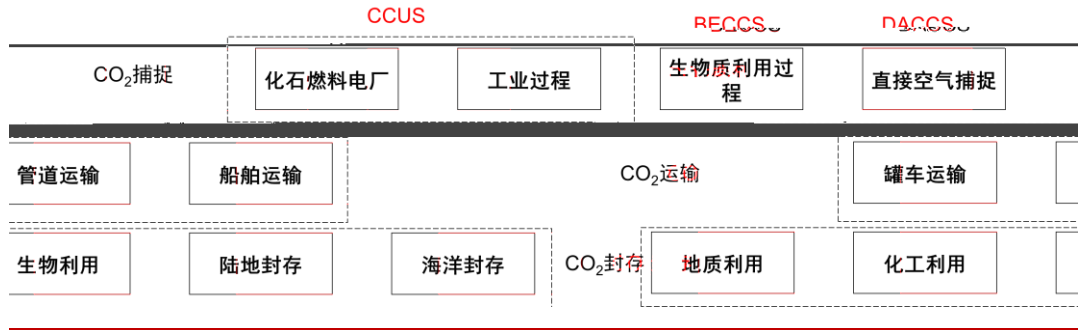 CCUS BECCS DACCS
CO₂捕捉 化石燃料电厂 工业过程 生物质利用过程 直接空气捕捉
管道运输 船舶运输 CO₂运输 罐车运输
生物利用 陆地封存 海洋封存 CO₂封存 地质利用 化工利用